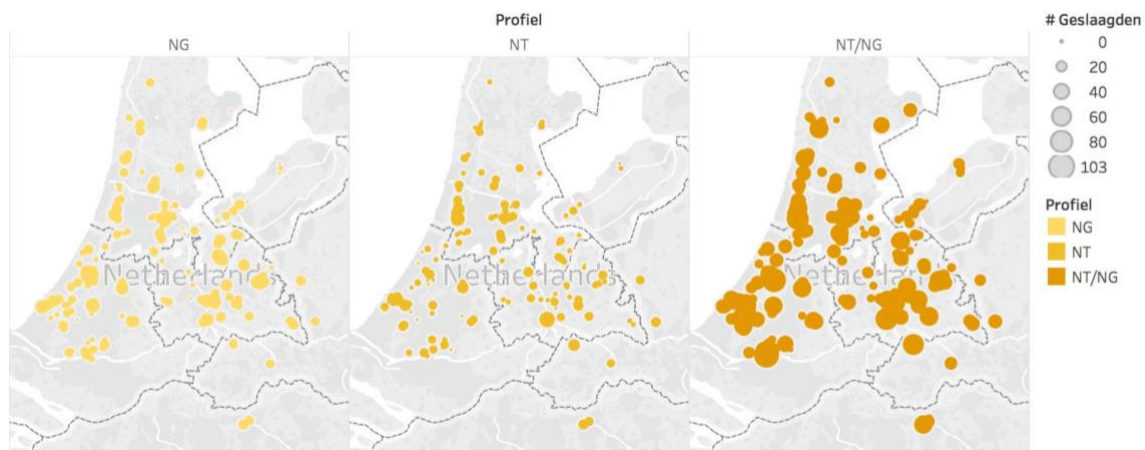 Profiel
NG
NT
NT/NG
Netherlands
Netherlands
Netherlands
# Geslaagden
0
20
40
60
80
103
Profiel
NG
NT
NT/NG